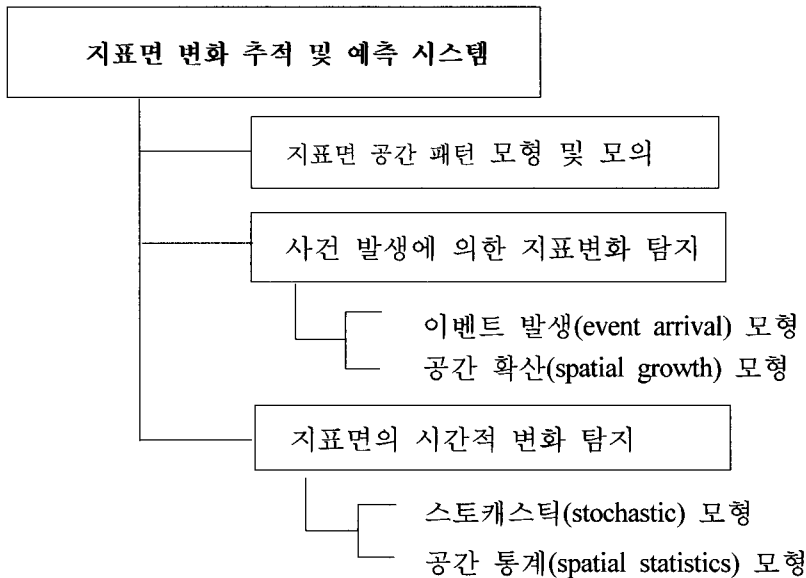 지표면 변화 추적 및 예측 시스템
지표면 공간 패턴 모형 및 모의
사건 발생에 의한 지표변화 탐지
이벤트 발생(event arrival) 모형
공간 확산(spatial growth) 모형
지표면의 시간적 변화 탐지
스토캐스틱(stochastic) 모형
공간 통계(spatial statistics) 모형